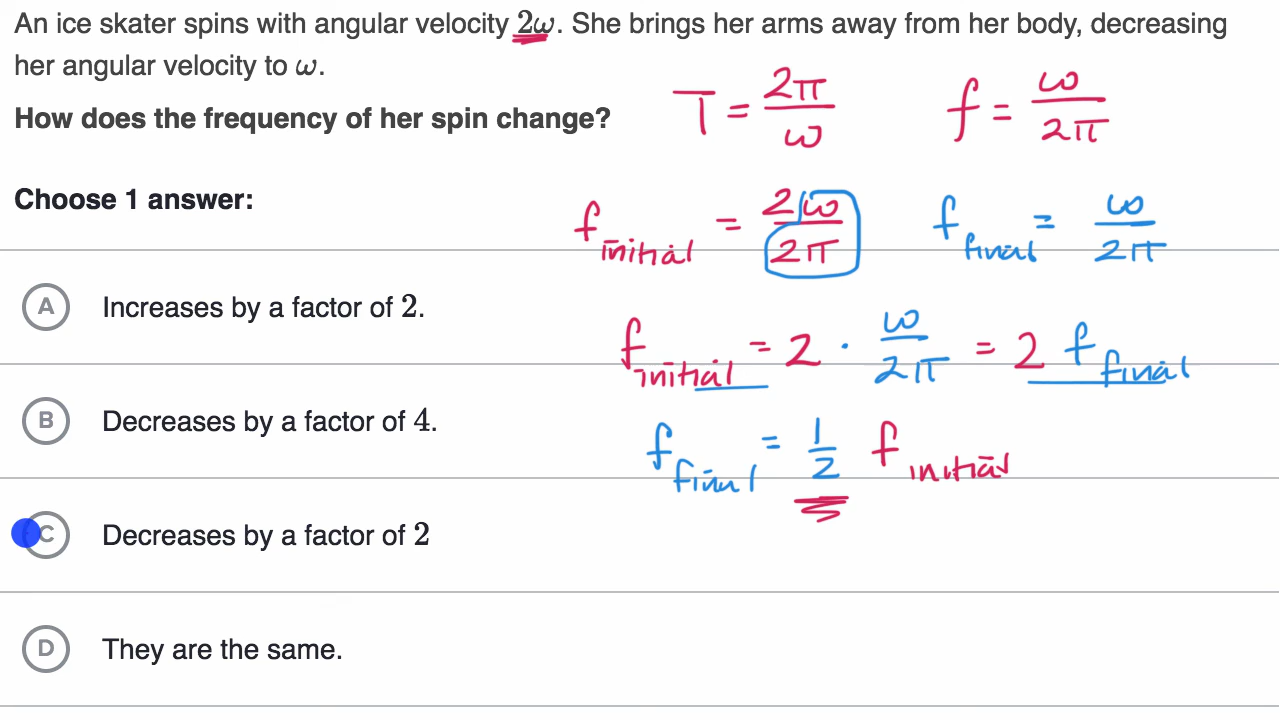 An ice skater spins with angular velocity 2ω. She brings her arms away from her body, decreasing
her angular velocity to ω.
How does the frequency of her spin change?
T = 2π/ω
f = ω/2π
Choose 1 answer:
f initial = 2ω/2π
f final = ω/2π
A Increases by a factor of 2.
f initial = 2 · ω/2π = 2 f final
B Decreases by a factor of 4.
f final = 1/2 f initial
C Decreases by a factor of 2
D They are the same.